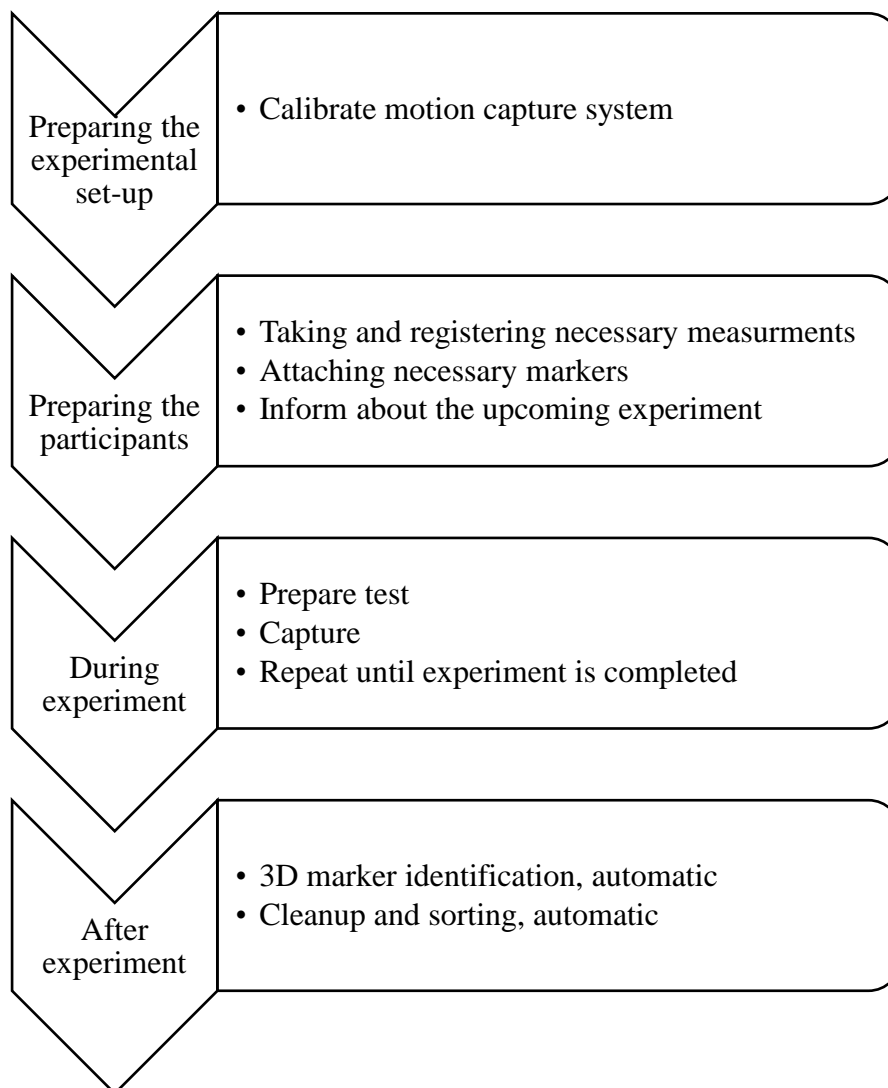 Preparing the
experimental
set-up
• Calibrate motion capture system
Preparing the
participants
• Taking and registering necessary measurments
• Attaching necessary markers
• Inform about the upcoming experiment
During
experiment
• Prepare test
• Capture
• Repeat until experiment is completed
After
experiment
• 3D marker identification, automatic
• Cleanup and sorting, automatic